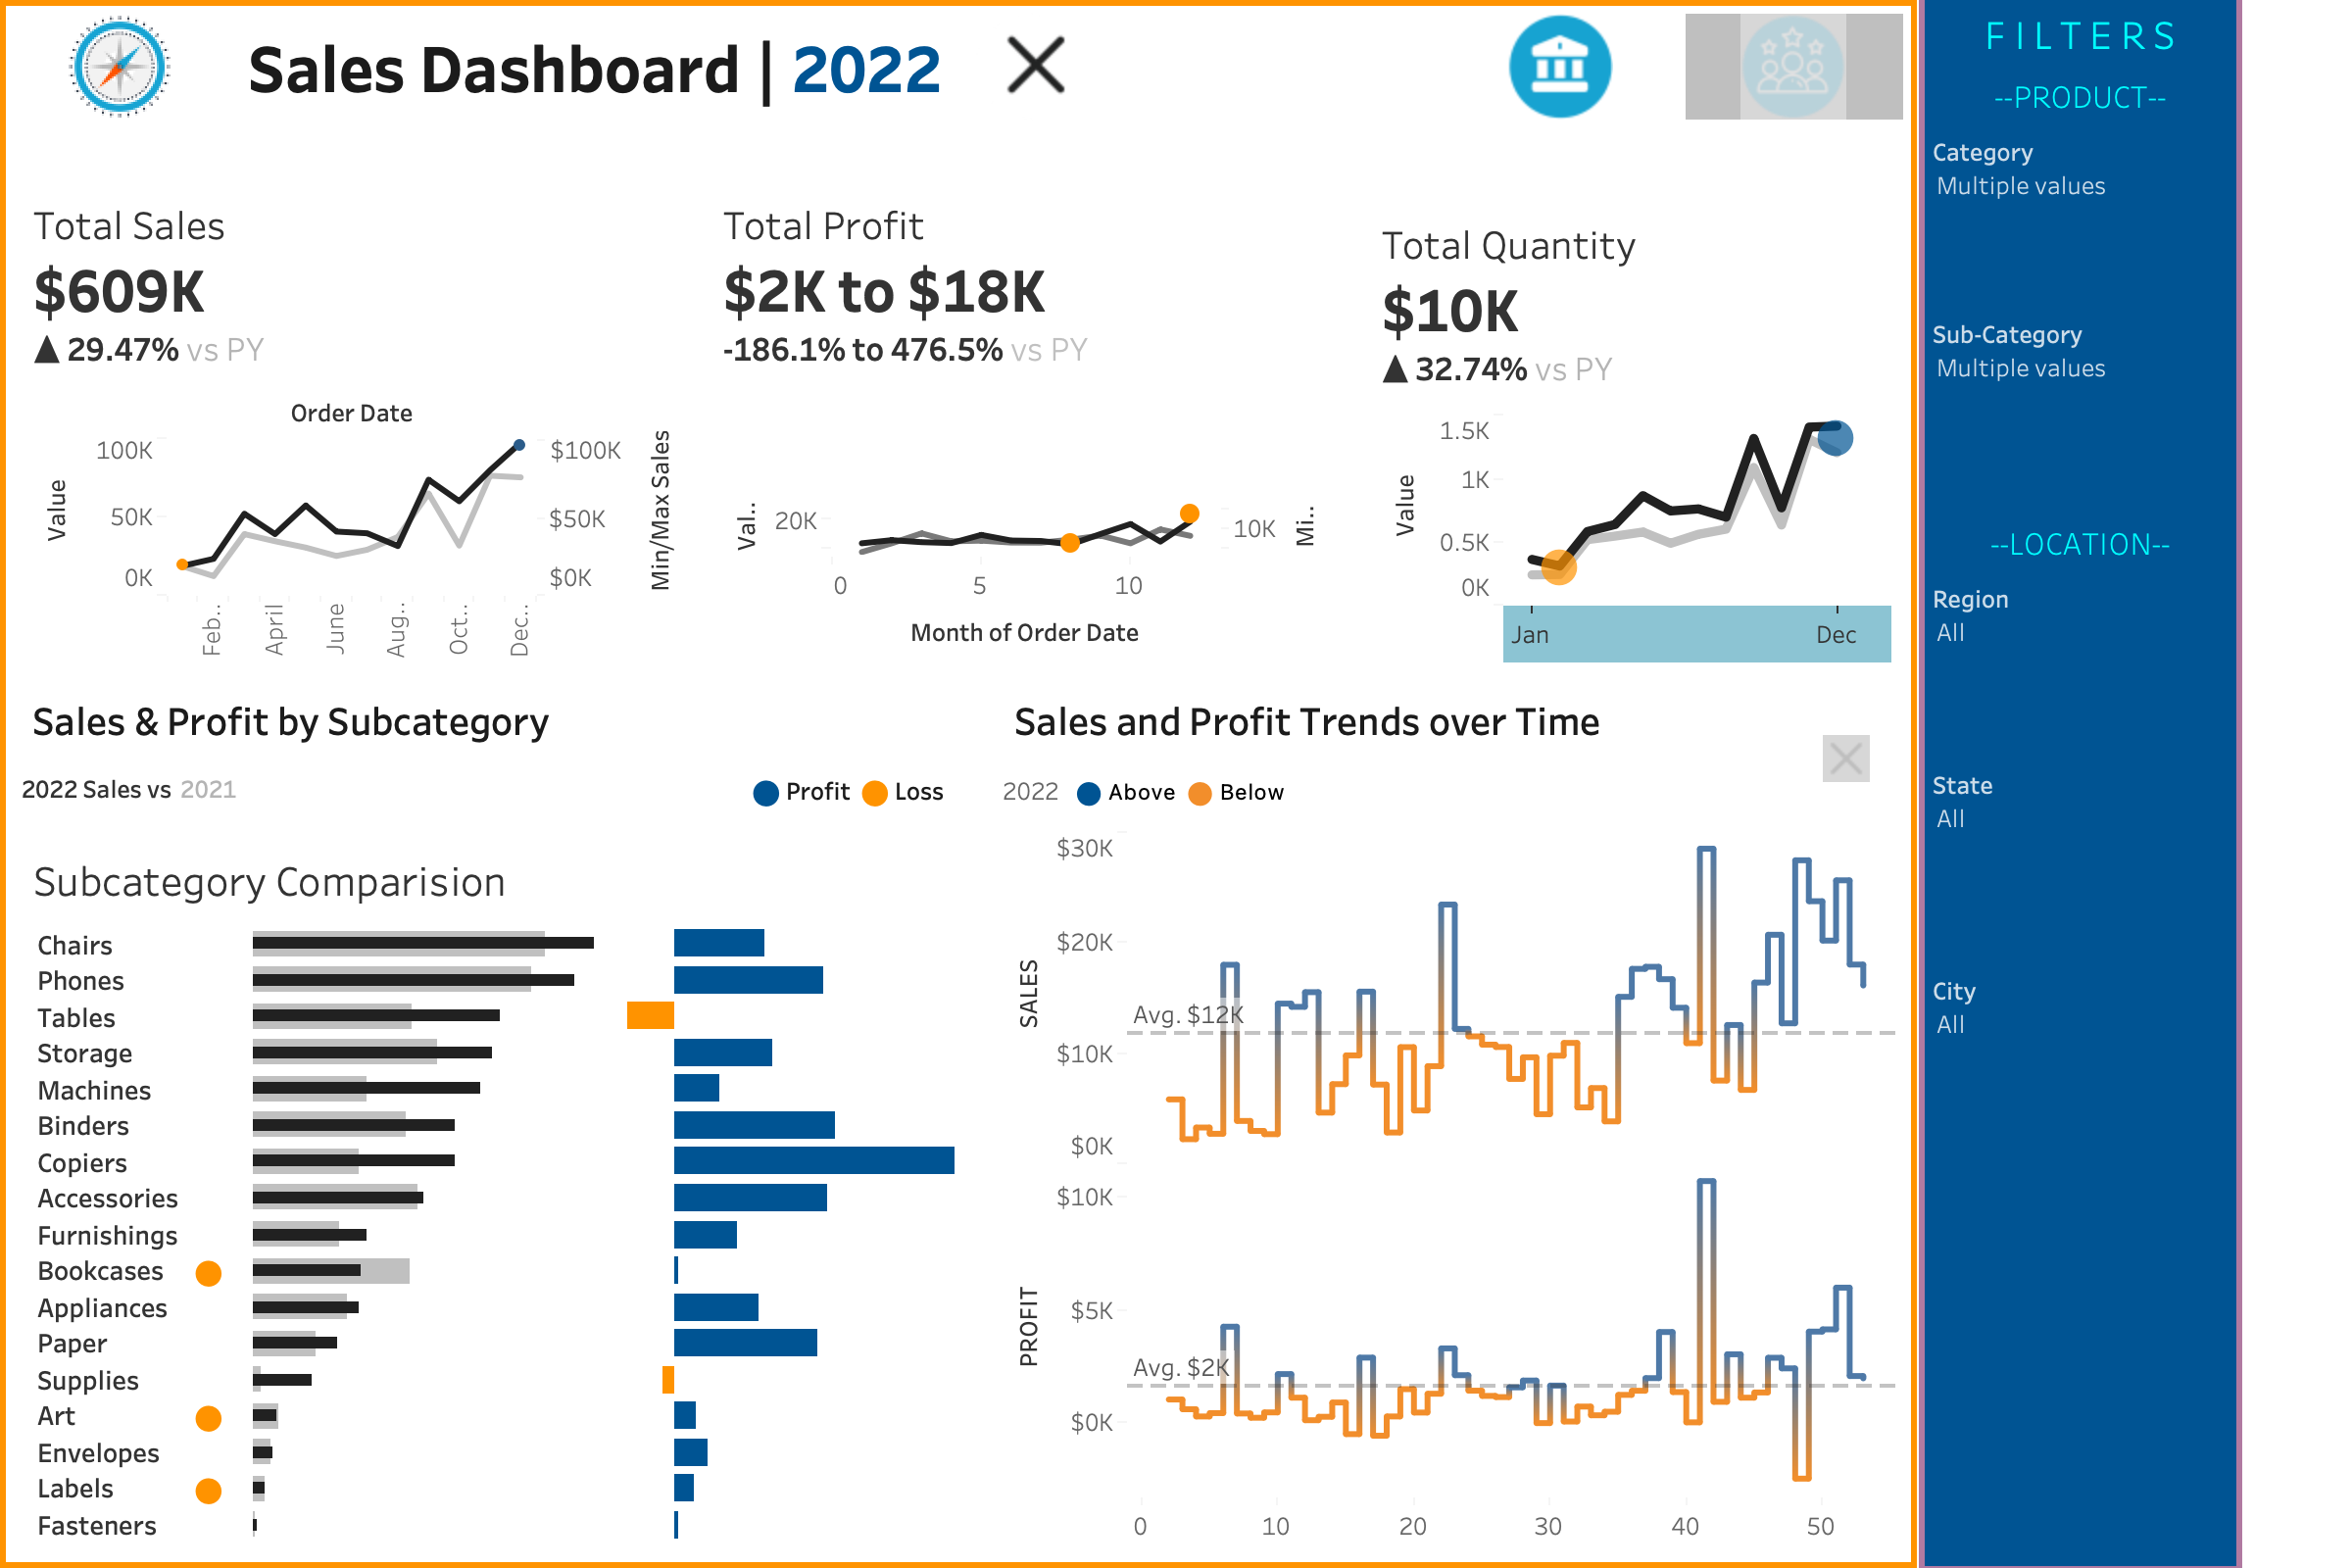 Sales Dashboard | 2022
Total Sales
$609K
▲ 29.47% vs PY
Order Date
Value
100K
50K
0K
$100K
$50K
$0K
Min/Max Sales
Feb..
April
June
Aug..
Oct..
Dec..
Total Profit
$2K to $18K
-186.1% to 476.5% vs PY
Val..
20K
10K
Mi..
0
5
10
Month of Order Date
Total Quantity
$10K
▲ 32.74% vs PY
Value
1.5K
1K
0.5K
0K
Jan
Dec
Sales & Profit by Subcategory
2022 Sales vs 2021
Profit
Loss
Subcategory Comparision
Chairs
Phones
Tables
Storage
Machines
Binders
Copiers
Accessories
Furnishings
Bookcases
Appliances
Paper
Supplies
Art
Envelopes
Labels
Fasteners
Sales and Profit Trends over Time
2022
Above
Below
SALES
$30K
$20K
Avg. $12K
$10K
$0K
PROFIT
$10K
$5K
Avg. $2K
$0K
0
10
20
30
40
50
FILTERS
--PRODUCT--
Category
Multiple values
Sub-Category
Multiple values
--LOCATION--
Region
All
State
All
City
All